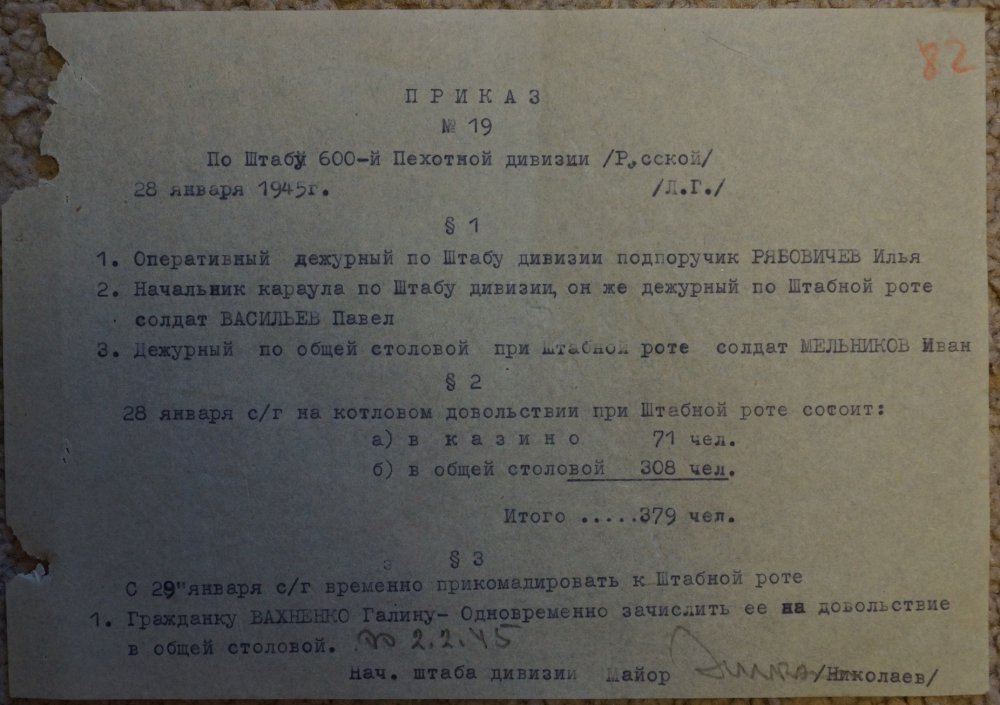 82
П Р И К А З
№ 19
По Штабу 600-й Пехотной дивизии /Русской/
28 января 1945г. /Л.Г./
§ 1
1. Оперативный дежурный по Штабу дивизии подпоручик РЯБОВИЧЕВ Илья
2. Начальник караула по Штабу дивизии, он же дежурный по Штабной роте
солдат ВАСИЛЬЕВ Павел
3. Дежурный по общей столовой при Штабной роте солдат МЕЛЬНИКОВ Иван
§ 2
28 января с/г на котловом довольствии при Штабной роте состоит:
а) в к а з и н о 71 чел.
б) в общей столовой 308 чел.
Итого .....379 чел.
§ 3
С 29" января с/г временно прикомадировать к Штабной роте
1. Гражданку ВАХНЕНКО Галину- Одновременно зачислить ее на довольствие
в общей столовой. до 2.2.45
Нач. штаба дивизии Майор /Николаев/